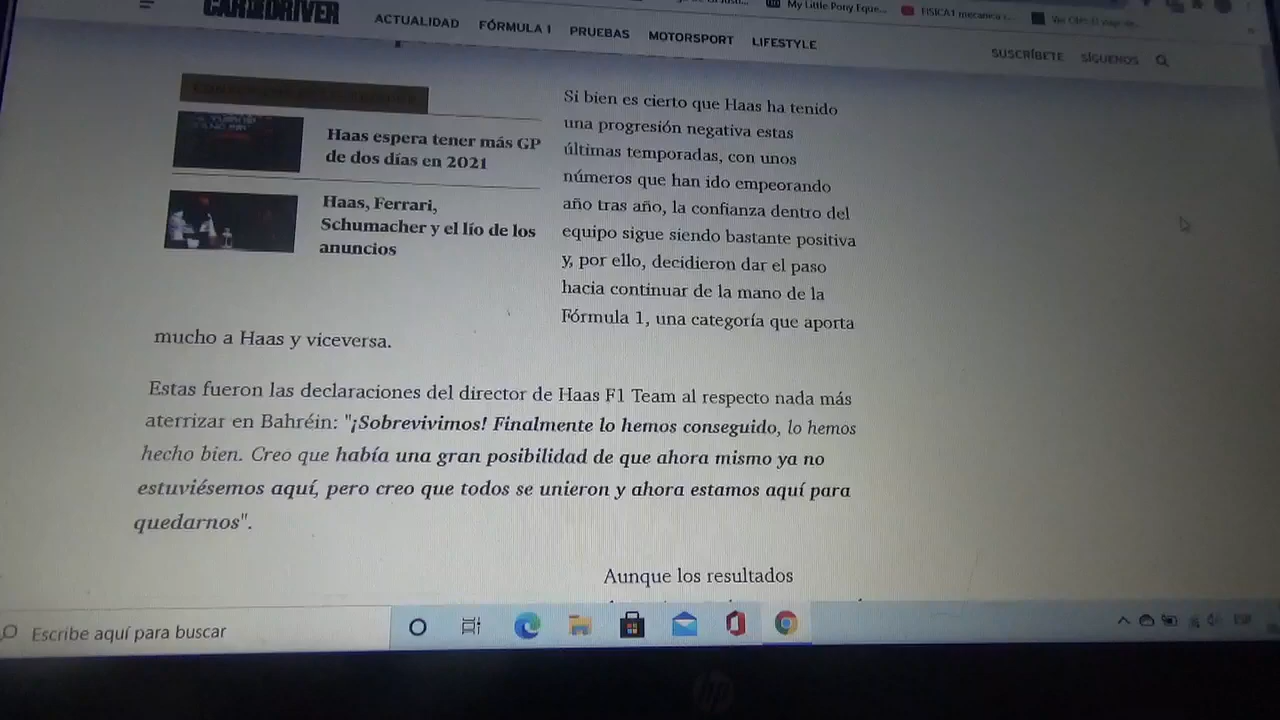 My Little Pony Eque...
FISICA1 mecanica
CAR AND DRIVER
ACTUALIDAD FÓRMULA 1 PRUEBAS MOTORSPORT LIFESTYLE
SUSCRÍBETE SÍGUENOS
Haas espera tener más GP
de dos días en 2021
Haas, Ferrari,
Schumacher y el lío de los
anuncios
Si bien es cierto que Haas ha tenido
una progresión negativa estas
últimas temporadas, con unos
números que han ido empeorando
año tras año, la confianza dentro del
equipo sigue siendo bastante positiva
y, por ello, decidieron dar el paso
hacia continuar de la mano de la
Fórmula 1, una categoría que aporta
mucho a Haas y viceversa.
Estas fueron las declaraciones del director de Haas F1 Team al respecto nada más
aterrizar en Bahréin: "¡Sobrevivimos! Finalmente lo hemos conseguido, lo hemos
hecho bien. Creo que había una gran posibilidad de que ahora mismo ya no
estuviésemos aquí, pero creo que todos se unieron y ahora estamos aquí para
quedarnos".
Aunque los resultados
Escribe aquí para buscar
hp